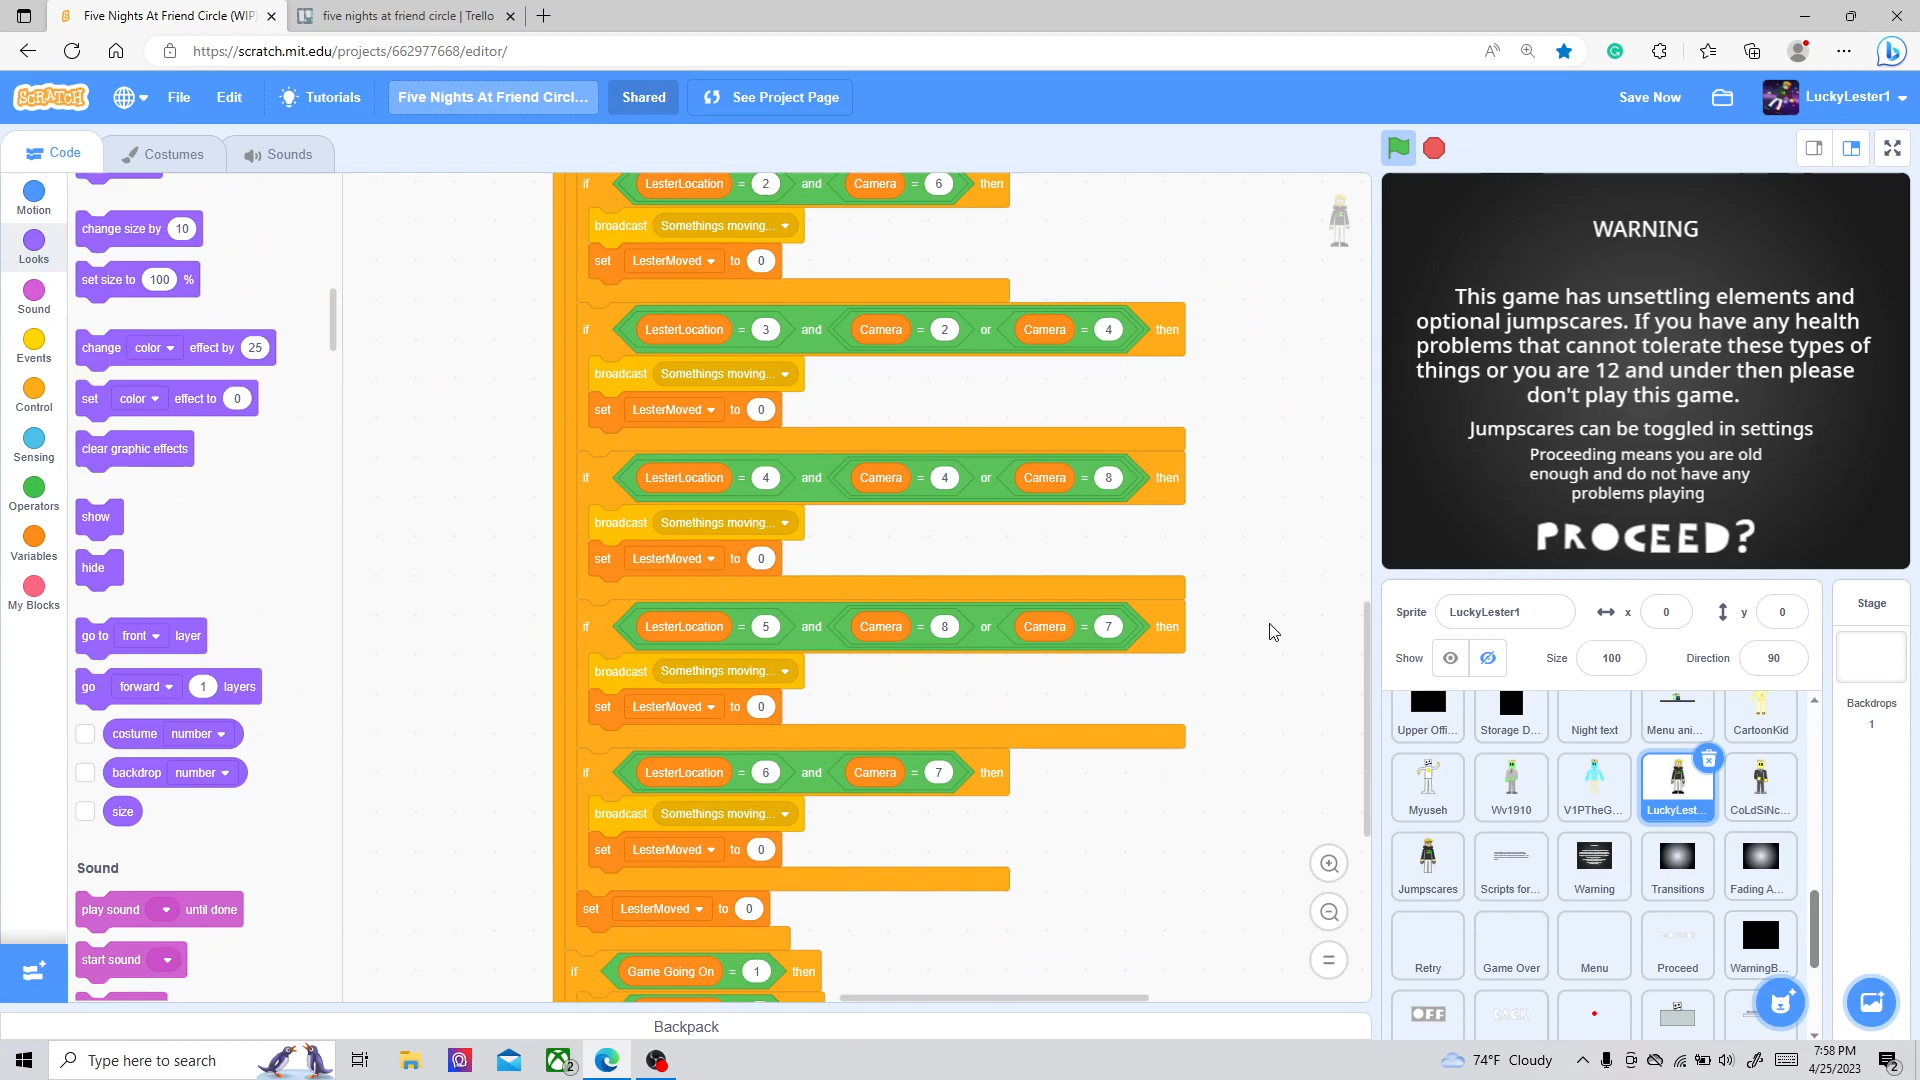 Five Nights At Friend Circle (WIP)
five nights at friend circle | Trello
https://scratch.mit.edu/projects/662977668/editor/
SCRATCH
File
Edit
Tutorials
Five Nights At Friend Circl...
Shared
See Project Page
Save Now
LuckyLester1
Code
Costumes
Sounds
Motion
Looks
Sound
Events
Control
Sensing
Operators
Variables
My Blocks
change size by 10
set size to 100 %
change color effect by 25
set color effect to 0
clear graphic effects
show
hide
go to front layer
go forward 1 layers
costume number
backdrop number
size
Sound
play sound until done
start sound
if LesterLocation = 2 and Camera = 6 then
broadcast Somethings moving...
set LesterMoved to 0
if LesterLocation = 3 and Camera = 2 or Camera = 4 then
broadcast Somethings moving...
set LesterMoved to 0
if LesterLocation = 4 and Camera = 4 or Camera = 8 then
broadcast Somethings moving...
set LesterMoved to 0
if LesterLocation = 5 and Camera = 8 or Camera = 7 then
broadcast Somethings moving...
set LesterMoved to 0
if LesterLocation = 6 and Camera = 7 then
broadcast Somethings moving...
set LesterMoved to 0
set LesterMoved to 0
if Game Going On = 1 then
Backpack
WARNING
This game has unsettling elements and
optional jumpscares. If you have any health
problems that cannot tolerate these types of
things or you are 12 and under then please
don't play this game.
Jumpscares can be toggled in settings
Proceeding means you are old
enough and do not have any
problems playing
PROCEED?
Sprite LuckyLester1 x 0 y 0
Show Size 100 Direction 90
Stage
Backdrops
1
Upper Offi...
Storage D...
Night text
Menu ani...
CartoonKid
Myuseh
Wv1910
V1PTheG...
LuckyLest...
CoLdSiNc...
Jumpscares
Scripts for...
Warning
Transitions
Fading A...
Retry
Game Over
Menu
Proceed
WarningB...
OFF
BACK
Type here to search
2
74°F Cloudy
7:58 PM
4/25/2023
2